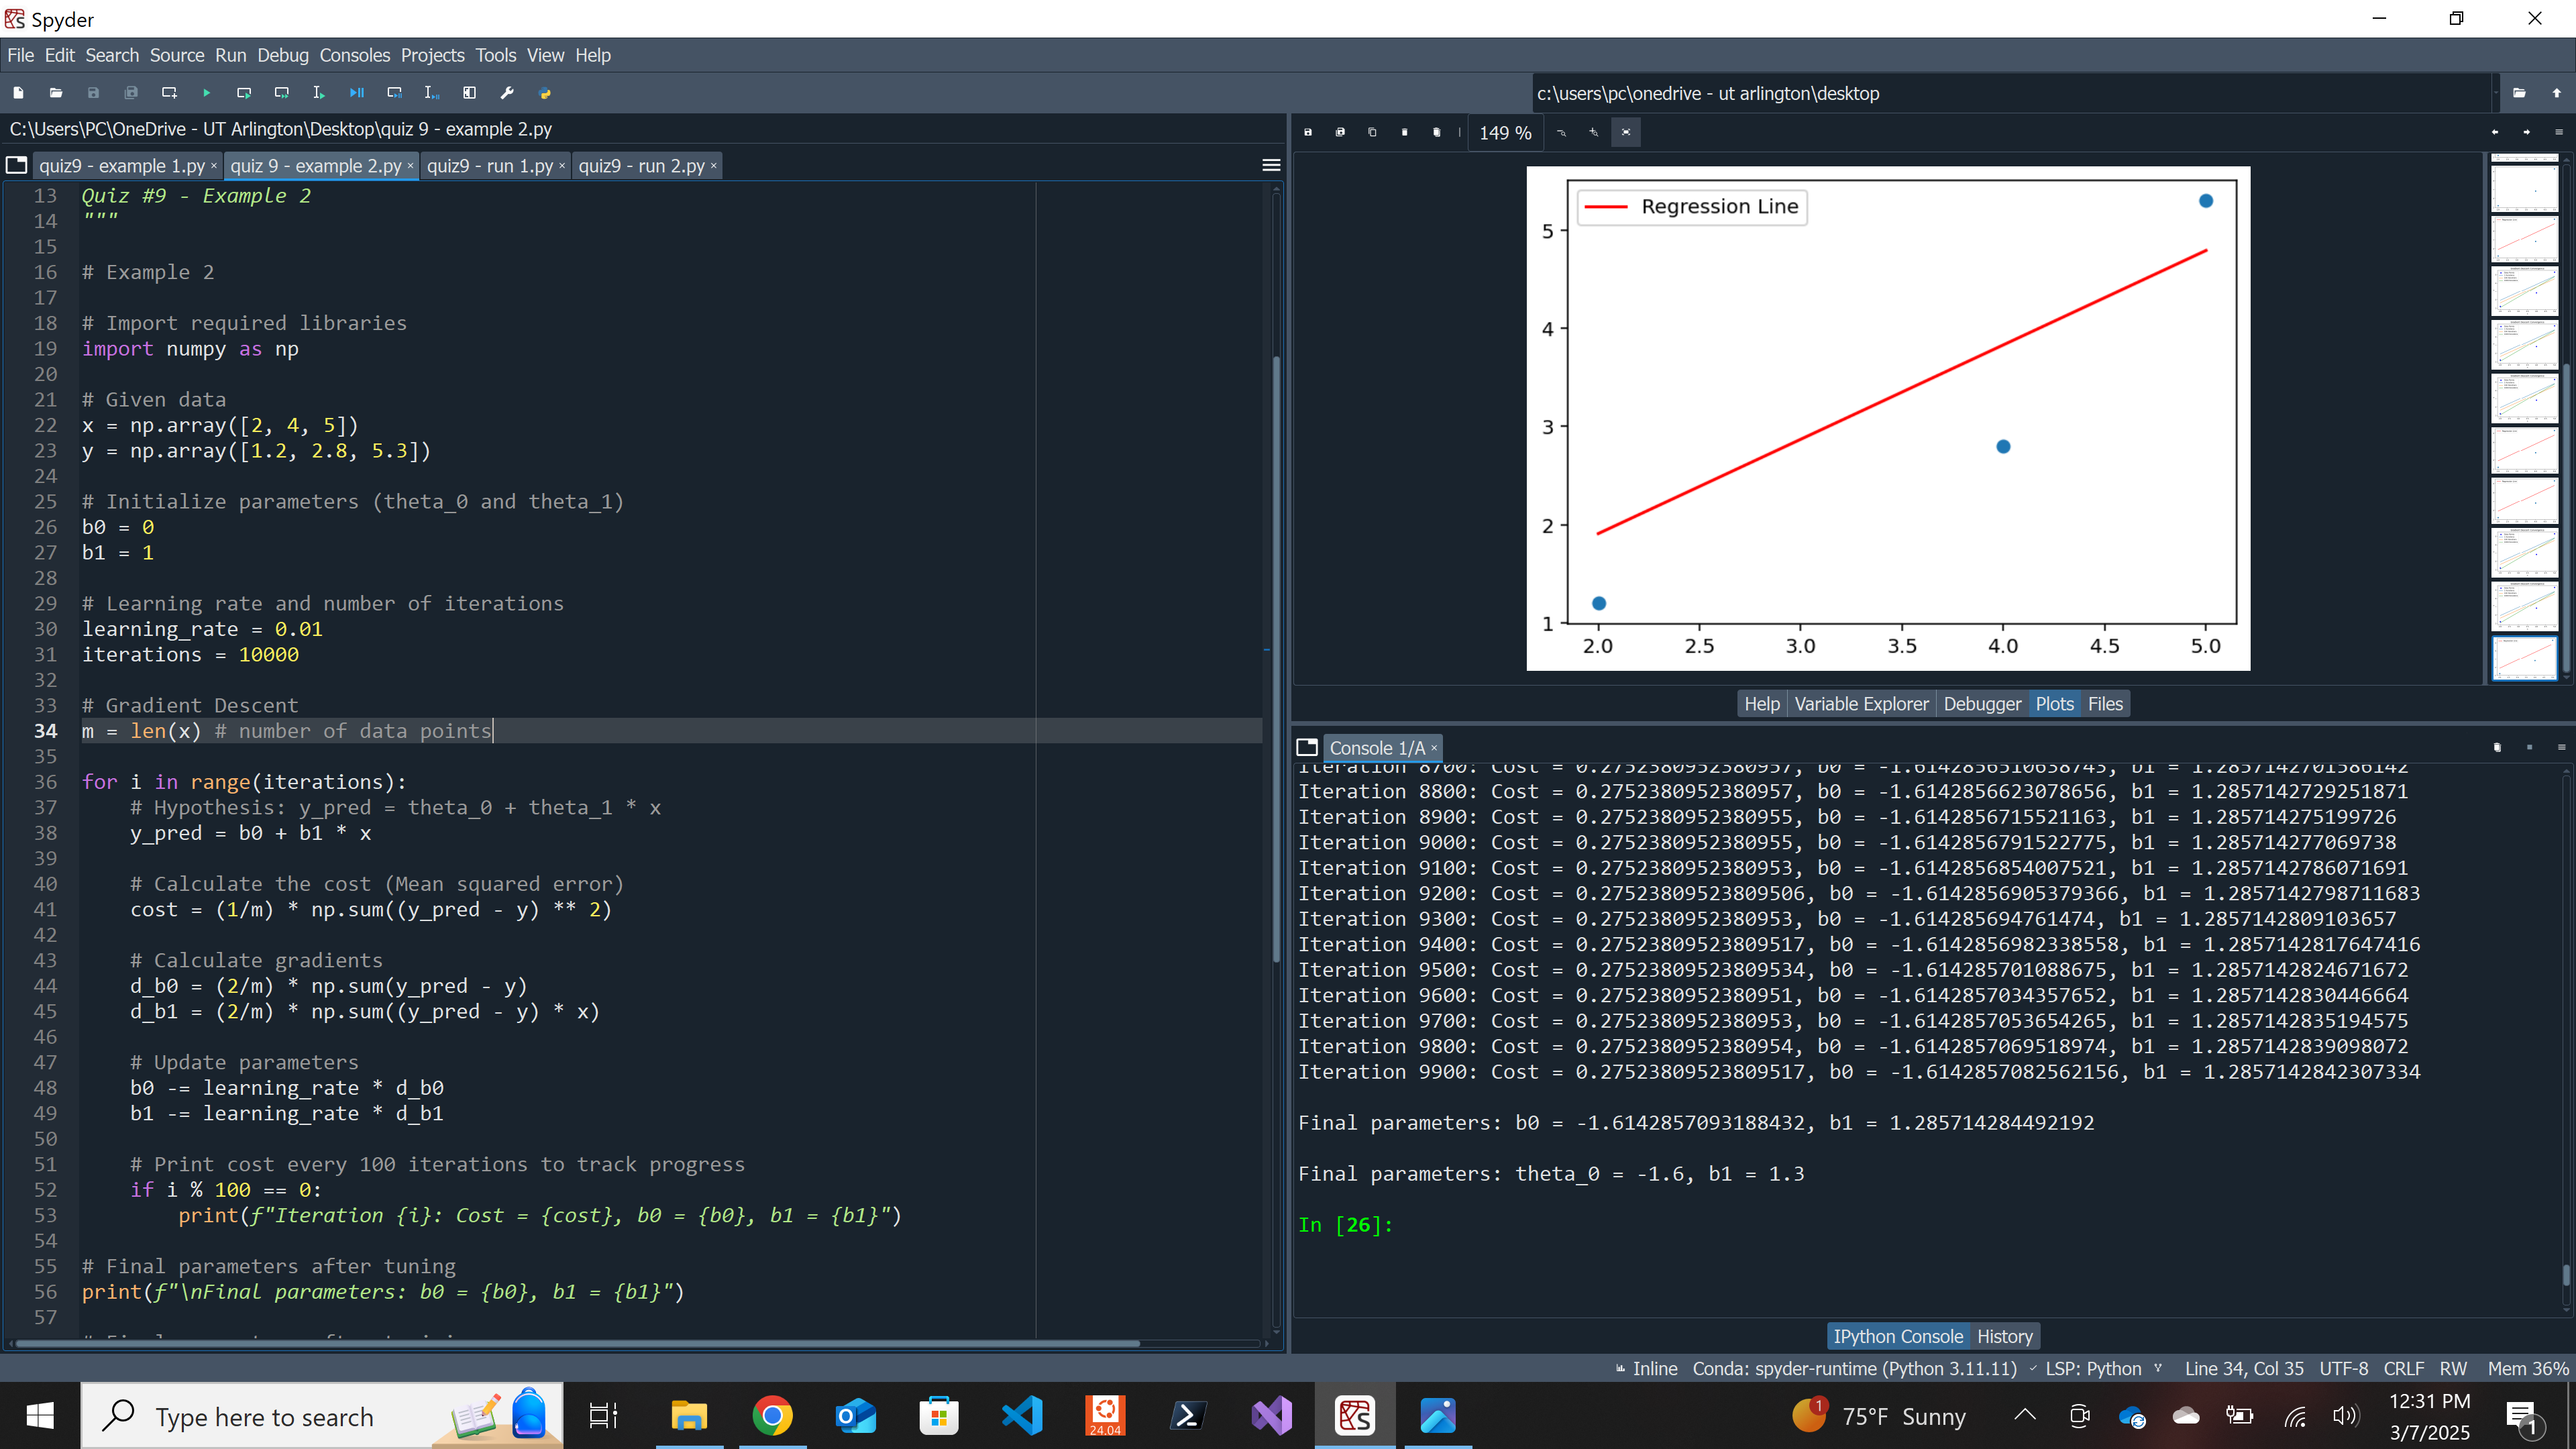 Spyder
File Edit Search Source Run Debug Consoles Projects Tools View Help
c:\users\pc\onedrive - ut arlington\desktop
C:\Users\PC\OneDrive - UT Arlington\Desktop\quiz 9 - example 2.py
quiz9 - example 1.py quiz 9 - example 2.py quiz9 - run 1.py quiz9 - run 2.py
13 Quiz #9 - Example 2
14 """
15
16 # Example 2
17
18 # Import required libraries
19 import numpy as np
20
21 # Given data
22 x = np.array([2, 4, 5])
23 y = np.array([1.2, 2.8, 5.3])
24
25 # Initialize parameters (theta_0 and theta_1)
26 b0 = 0
27 b1 = 1
28
29 # Learning rate and number of iterations
30 learning_rate = 0.01
31 iterations = 10000
32
33 # Gradient Descent
34 m = len(x) # number of data points
35
36 for i in range(iterations):
37 # Hypothesis: y_pred = theta_0 + theta_1 * x
38 y_pred = b0 + b1 * x
39
40 # Calculate the cost (Mean squared error)
41 cost = (1/m) * np.sum((y_pred - y) ** 2)
42
43 # Calculate gradients
44 d_b0 = (2/m) * np.sum(y_pred - y)
45 d_b1 = (2/m) * np.sum((y_pred - y) * x)
46
47 # Update parameters
48 b0 -= learning_rate * d_b0
49 b1 -= learning_rate * d_b1
50
51 # Print cost every 100 iterations to track progress
52 if i % 100 == 0:
53 print(f"Iteration {i}: Cost = {cost}, b0 = {b0}, b1 = {b1}")
54
55 # Final parameters after tuning
56 print(f"\nFinal parameters: b0 = {b0}, b1 = {b1}")
57
149 %
Regression Line
5
4
3
2
1
2.0 2.5 3.0 3.5 4.0 4.5 5.0
Help Variable Explorer Debugger Plots Files
Console 1/A
Iteration 8700: Cost = 0.2752380952380957, b0 = -1.6142856510638743, b1 = 1.2857142701586142
Iteration 8800: Cost = 0.2752380952380957, b0 = -1.6142856623078656, b1 = 1.2857142729251871
Iteration 8900: Cost = 0.2752380952380955, b0 = -1.6142856715521163, b1 = 1.285714275199726
Iteration 9000: Cost = 0.2752380952380955, b0 = -1.6142856791522775, b1 = 1.285714277069738
Iteration 9100: Cost = 0.2752380952380953, b0 = -1.6142856854007521, b1 = 1.2857142786071691
Iteration 9200: Cost = 0.27523809523809506, b0 = -1.6142856905379366, b1 = 1.2857142798711683
Iteration 9300: Cost = 0.2752380952380953, b0 = -1.614285694761474, b1 = 1.2857142809103657
Iteration 9400: Cost = 0.27523809523809517, b0 = -1.6142856982338558, b1 = 1.2857142817647416
Iteration 9500: Cost = 0.27523809523809534, b0 = -1.614285701088675, b1 = 1.2857142824671672
Iteration 9600: Cost = 0.2752380952380951, b0 = -1.6142857034357652, b1 = 1.2857142830446664
Iteration 9700: Cost = 0.2752380952380953, b0 = -1.6142857053654265, b1 = 1.2857142835194575
Iteration 9800: Cost = 0.2752380952380954, b0 = -1.6142857069518974, b1 = 1.2857142839098072
Iteration 9900: Cost = 0.27523809523809517, b0 = -1.6142857082562156, b1 = 1.2857142842307334
Final parameters: b0 = -1.6142857093188432, b1 = 1.285714284492192
Final parameters: theta_0 = -1.6, b1 = 1.3
In [26]:
IPython Console History
Inline Conda: spyder-runtime (Python 3.11.11) LSP: Python Line 34, Col 35 UTF-8 CRLF RW Mem 36%
Type here to search
24.04
1
75°F Sunny
12:31 PM
3/7/2025
1